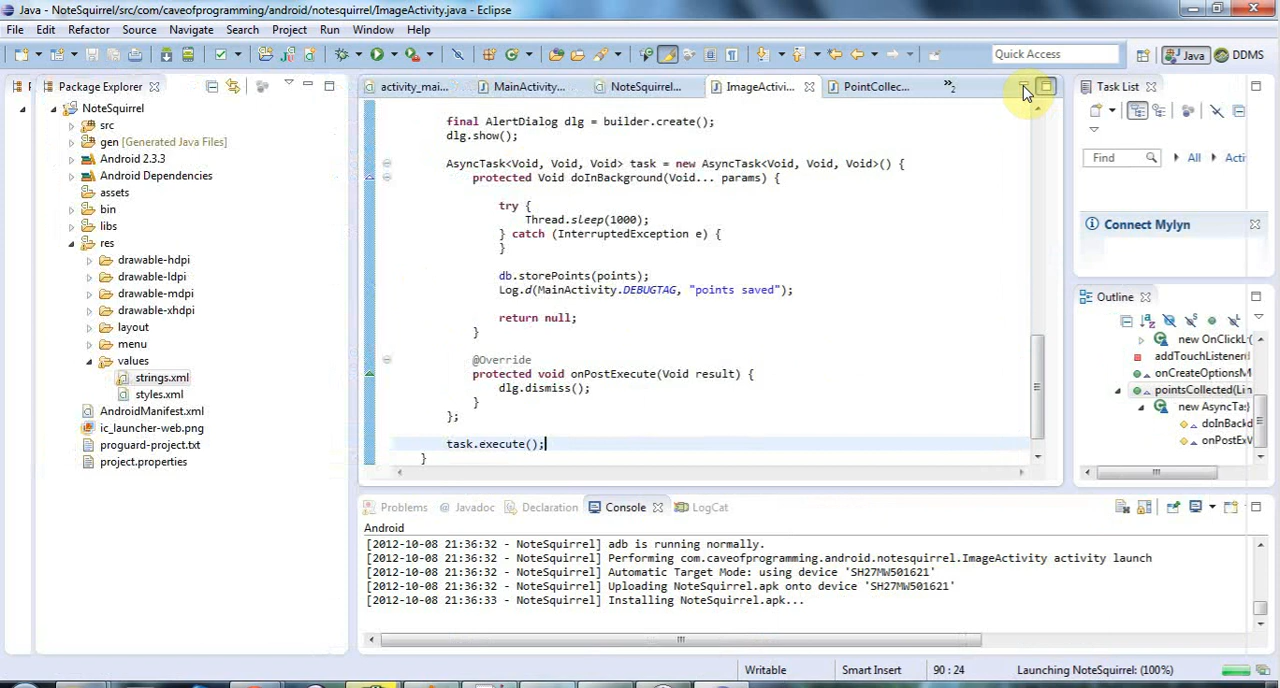 Java - NoteSquirrel/src/com/caveofprogramming/android/notesquirrel/ImageActivity.java - Eclipse
File Edit Refactor Source Navigate Search Project Run Window Help
Quick Access
Java
DDMS
Package Explorer
activity_mai...
MainActivity...
NoteSquirrel...
ImageActivi...
PointCollec...
»2
Task List
NoteSquirrel
src
gen [Generated Java Files]
Android 2.3.3
Android Dependencies
assets
bin
libs
res
drawable-hdpi
drawable-ldpi
drawable-mdpi
drawable-xhdpi
layout
menu
values
strings.xml
styles.xml
AndroidManifest.xml
ic_launcher-web.png
proguard-project.txt
project.properties
final AlertDialog dlg = builder.create();
dlg.show();
AsyncTask<Void, Void, Void> task = new AsyncTask<Void, Void, Void>() {
protected Void doInBackground(Void... params) {
try {
Thread.sleep(1000);
} catch (InterruptedException e) {
}
db.storePoints(points);
Log.d(MainActivity.DEBUGTAG, "points saved");
return null;
}
@Override
protected void onPostExecute(Void result) {
dlg.dismiss();
}
};
task.execute();
}
Find
All
Acti
Connect Mylyn
Outline
new OnClickL
addTouchListener(
onCreateOptionsM
pointsCollected(Lin
new AsyncTas
doInBackd
onPostExV
Problems
Javadoc
Declaration
Console
LogCat
Android
[2012-10-08 21:36:32 - NoteSquirrel] adb is running normally.
[2012-10-08 21:36:32 - NoteSquirrel] Performing com.caveofprogramming.android.notesquirrel.ImageActivity activity launch
[2012-10-08 21:36:32 - NoteSquirrel] Automatic Target Mode: using device 'SH27MW501621'
[2012-10-08 21:36:32 - NoteSquirrel] Uploading NoteSquirrel.apk onto device 'SH27MW501621'
[2012-10-08 21:36:33 - NoteSquirrel] Installing NoteSquirrel.apk...
Writable
Smart Insert
90 : 24
Launching NoteSquirrel: (100%)